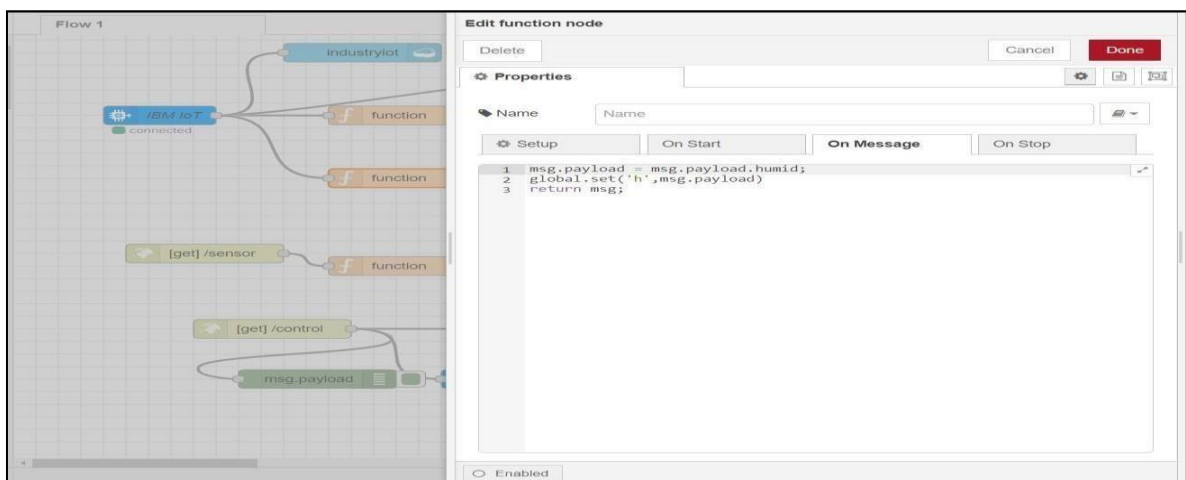 Flow 1
industryiot
IBM IoT
connected
function
function
[get] /sensor
function
[get] /control
msg.payload
Edit function node
Delete
Cancel
Done
Properties
Name
Name
Setup
On Start
On Message
On Stop
1 msg.payload = msg.payload.humid;
2 global.set('h',msg.payload)
3 return msg;
Enabled